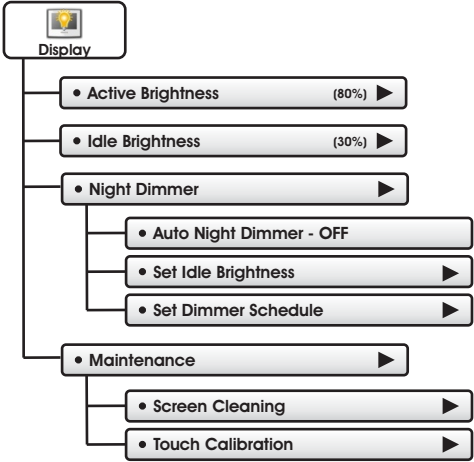 Display
• Active Brightness (80%)
• Idle Brightness (30%)
• Night Dimmer
• Auto Night Dimmer - OFF
• Set Idle Brightness
• Set Dimmer Schedule
• Maintenance
• Screen Cleaning
• Touch Calibration